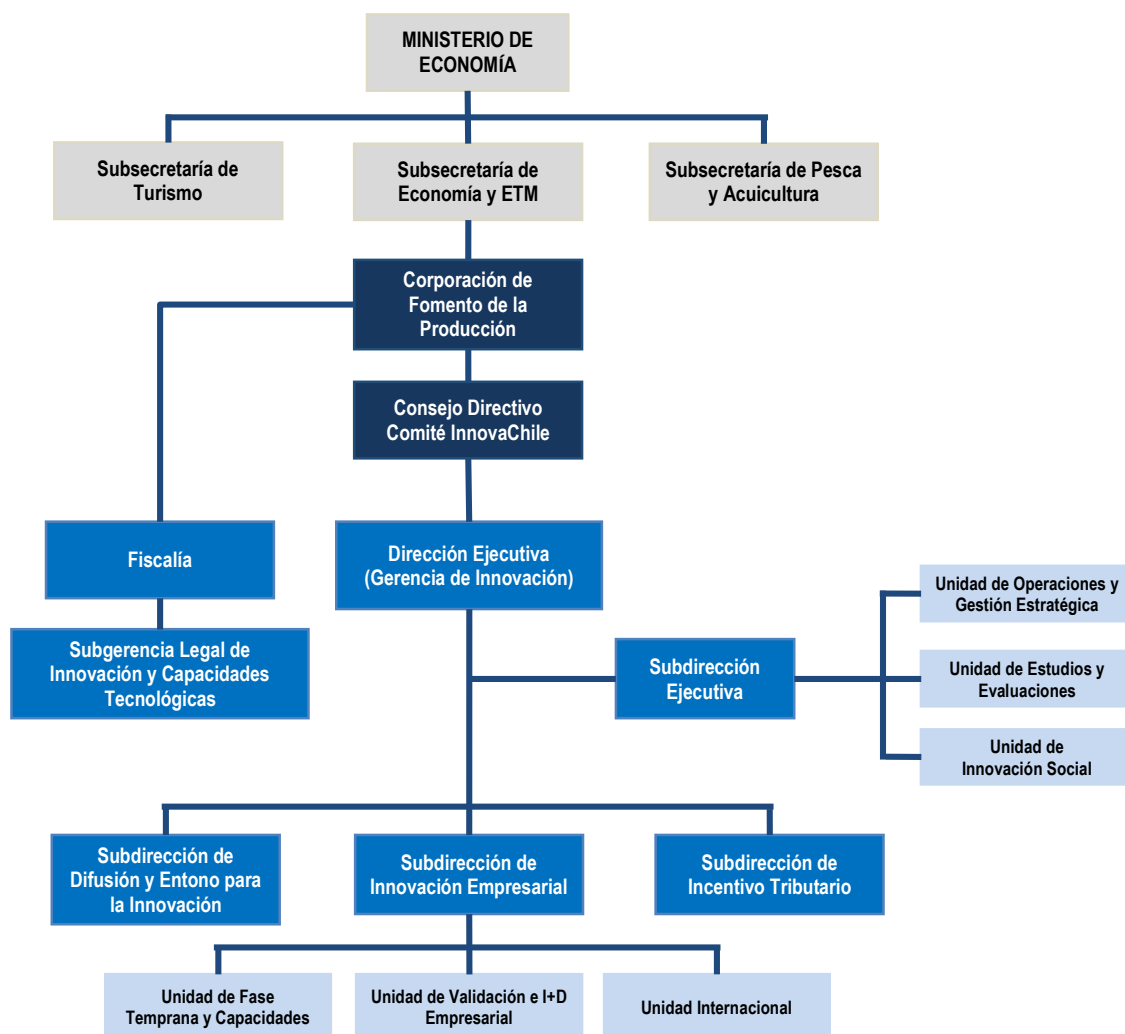 MINISTERIO DE
ECONOMÍA
Subsecretaría de
Turismo
Subsecretaría de
Economía y ETM
Subsecretaría de Pesca
y Acuicultura
Corporación de
Fomento de la
Producción
Consejo Directivo
Comité InnovaChile
Fiscalía
Dirección Ejecutiva
(Gerencia de Innovación)
Subgerencia Legal de
Innovación y Capacidades
Tecnológicas
Subdirección
Ejecutiva
Unidad de Operaciones y
Gestión Estratégica
Unidad de Estudios y
Evaluaciones
Unidad de
Innovación Social
Subdirección de
Difusión y Entono para
la Innovación
Subdirección de
Innovación Empresarial
Subdirección de
Incentivo Tributario
Unidad de Fase
Temprana y Capacidades
Unidad de Validación e I+D
Empresarial
Unidad Internacional